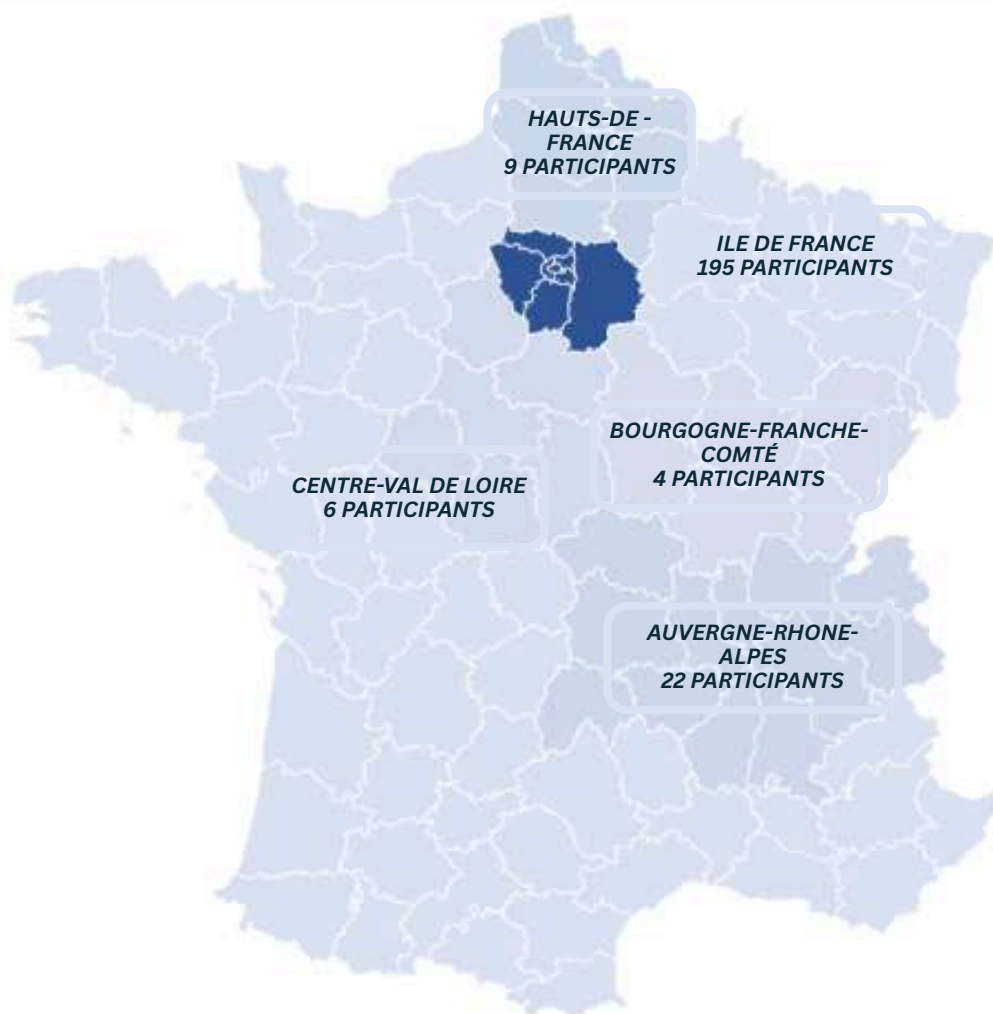 HAUTS-DE -
FRANCE
9 PARTICIPANTS
ILE DE FRANCE
195 PARTICIPANTS
BOURGOGNE-FRANCHE-
COMTÉ
4 PARTICIPANTS
CENTRE-VAL DE LOIRE
6 PARTICIPANTS
AUVERGNE-RHONE-
ALPES
22 PARTICIPANTS